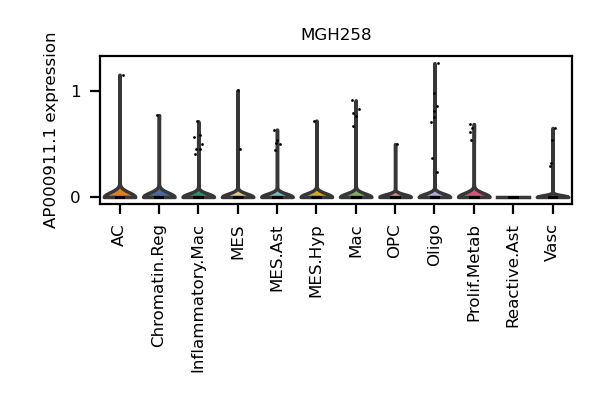 MGH258
AP000911.1 expression
1
0
AC
Chromatin.Reg
Inflammatory.Mac
MES
MES.Ast
MES.Hyp
Mac
OPC
Oligo
Prolif.Metab
Reactive.Ast
Vasc